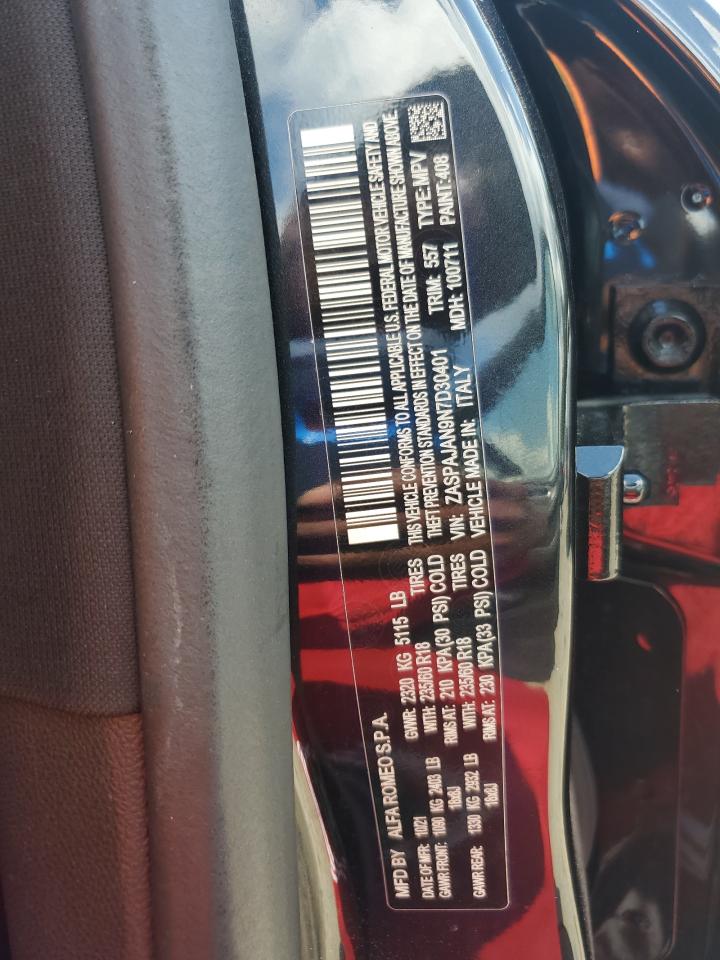 MFD BY ALFA ROMEO S.P.A.
DATE OF MFR: 10/21 GVWR: 2320 KG 5115 LB
GAWR FRONT: 1090 KG 2403 LB WITH: 235/60 R18 TIRES
18x8J RIMS AT: 210 KPA(30 PSI) COLD
GAWR REAR: 1330 KG 2932 LB WITH: 235/60 R18 TIRES
18x8J RIMS AT: 230 KPA(33 PSI) COLD
THIS VEHICLE CONFORMS TO ALL APPLICABLE U.S. FEDERAL MOTOR VEHICLE SAFETY AND
THEFT PREVENTION STANDARDS IN EFFECT ON THE DATE OF MANUFACTURE SHOWN ABOVE.
VIN: ZASPAJAN9N7D30401 TRIM: 557 TYPE:MPV
VEHICLE MADE IN: ITALY MDH: 100711 PAINT: 408